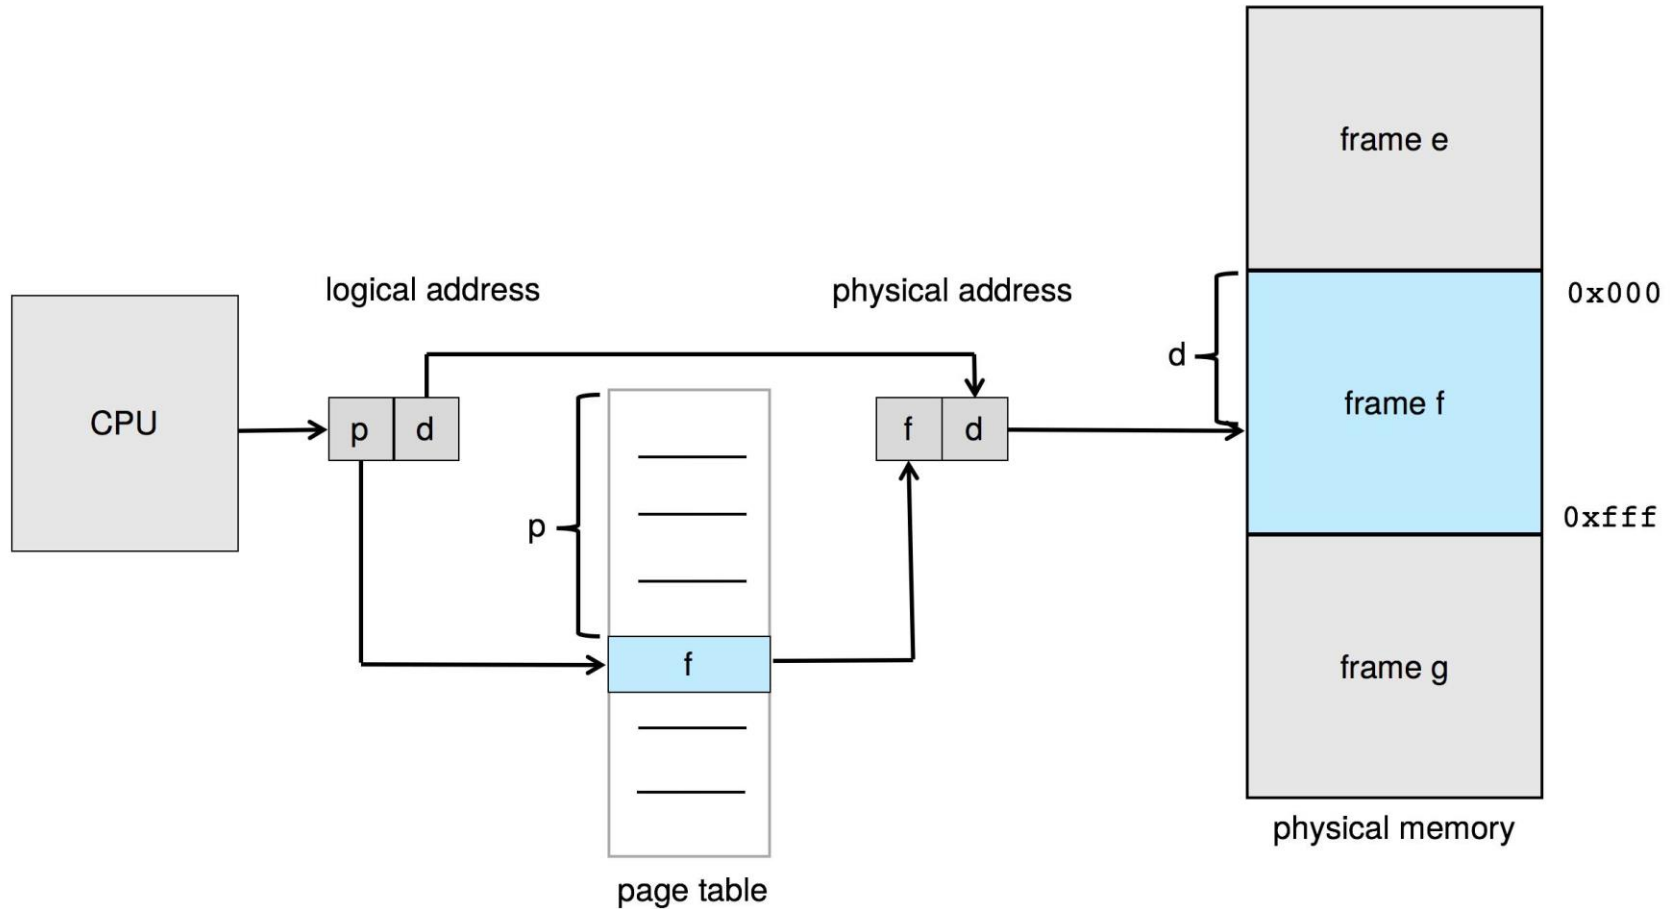 frame e
logical address
physical address
0x000
d
CPU
p d
f d
frame f
p
0xfff
f
frame g
physical memory
page table